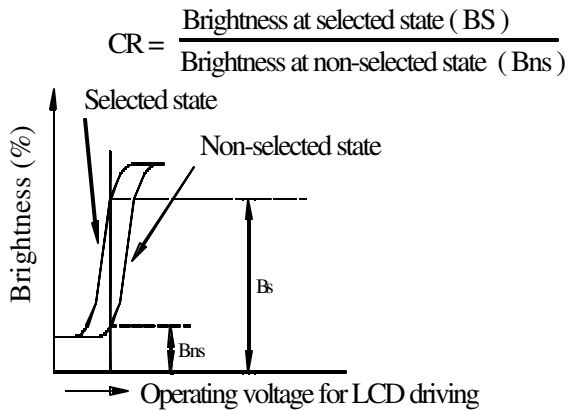 CR = Brightness at selected state ( BS )
Brightness at non-selected state ( Bns )
Selected state
Non-selected state
Brightness (%)
Bs
Bns
Operating voltage for LCD driving